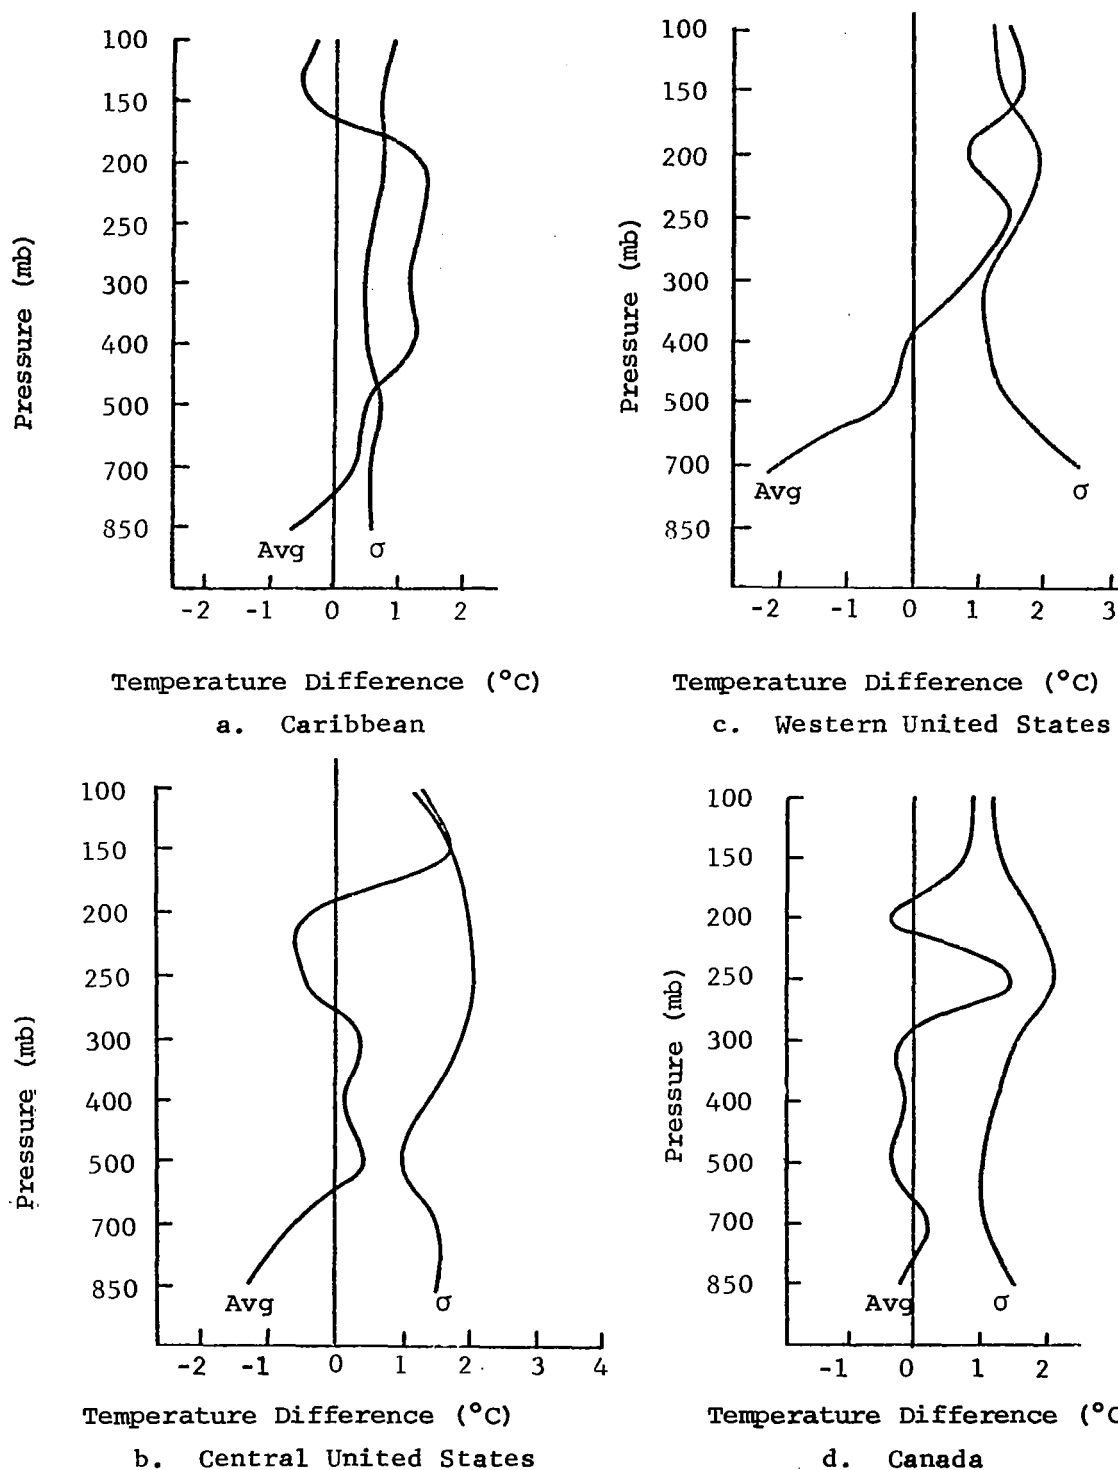 100
150
200
250
300
400
500
700
850
Pressure (mb)
Avg
σ
-2 -1 0 1 2
Temperature Difference (°C)
a. Caribbean
100
150
200
250
300
400
500
700
850
Pressure (mb)
Avg
σ
-2 -1 0 1 2 3
Temperature Difference (°C)
c. Western United States
100
150
200
250
300
400
500
700
850
Pressure (mb)
Avg
σ
-2 -1 0 1 2 3 4
Temperature Difference (°C)
b. Central United States
100
150
200
250
300
400
500
700
850
Pressure (mb)
Avg
σ
-1 0 1 2
Temperature Difference (°C
d. Canada